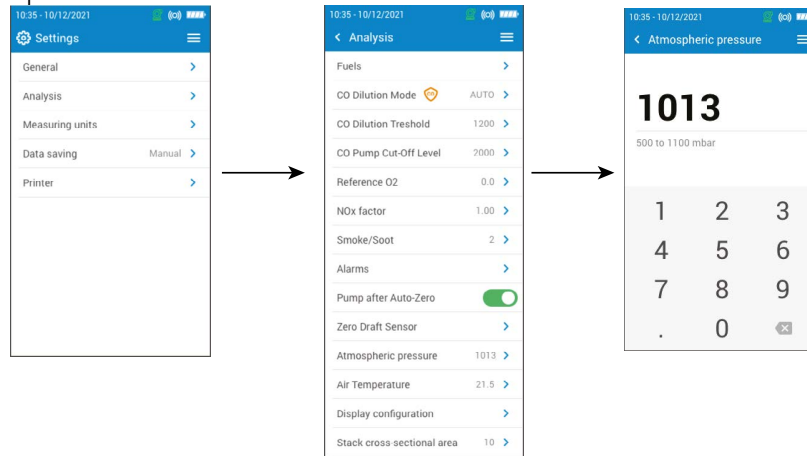 10:35 - 10/12/2021
Settings
General
Analysis
Measuring units
Data saving Manual
Printer
10:35 - 10/12/2021
Analysis
Fuels
CO Dilution Mode AUTO
CO Dilution Treshold 1200
CO Pump Cut-Off Level 2000
Reference O2 0.0
NOx factor 1.00
Smoke/Soot 2
Alarms
Pump after Auto-Zero
Zero Draft Sensor
Atmospheric pressure 1013
Air Temperature 21.5
Display configuration
Stack cross-sectional area 10
10:35 - 10/12/2021
Atmospheric pressure
1013
500 to 1100 mbar
1 2 3
4 5 6
7 8 9
. 0